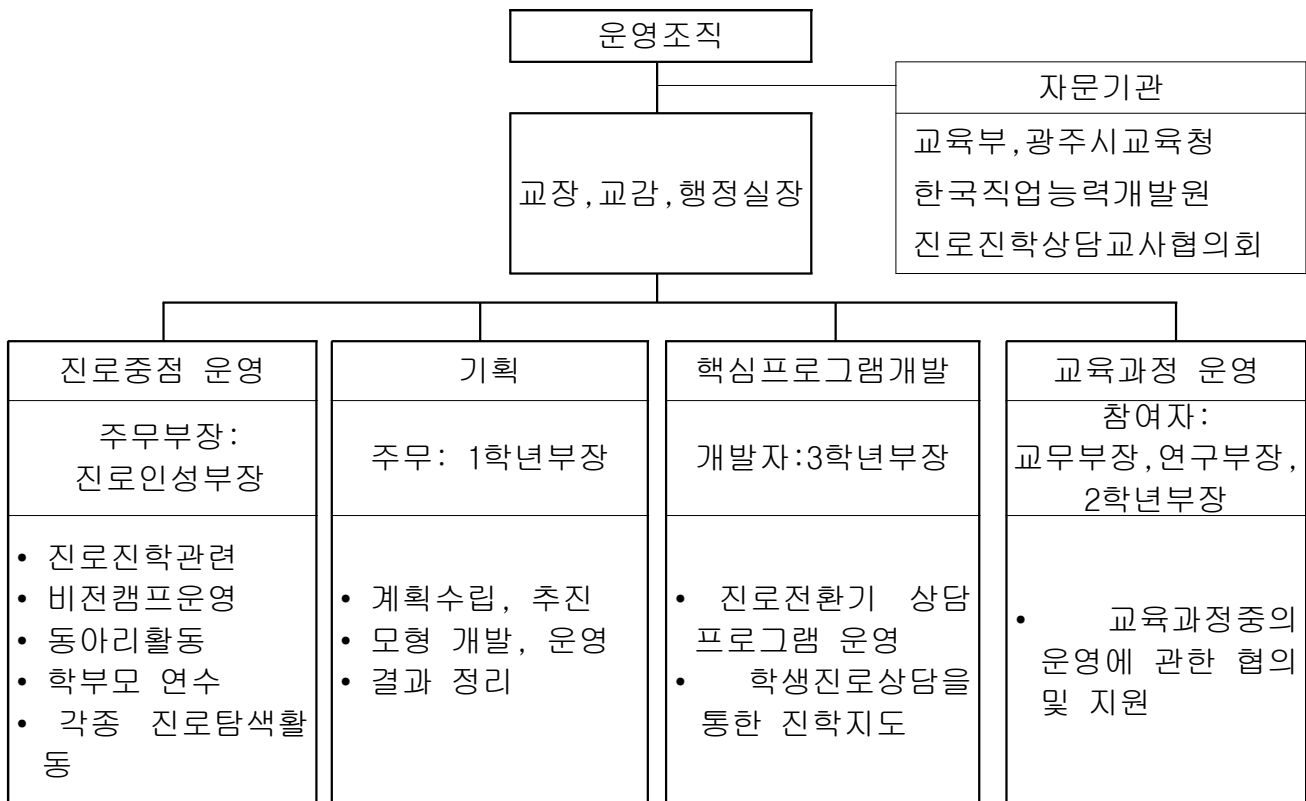 운영조직
자문기관
교육부,광주시교육청
한국직업능력개발원
진로진학상담교사협의회
교장,교감,행정실장
진로중점 운영
주무부장:
진로인성부장
• 진로진학관련
• 비전캠프운영
• 동아리활동
• 학부모 연수
• 각종 진로탐색활
동
기획
주무: 1학년부장
• 계획수립, 추진
• 모형 개발, 운영
• 결과 정리
핵심프로그램개발
개발자:3학년부장
• 진로전환기 상담
프로그램 운영
• 학생진로상담을
통한 진학지도
교육과정 운영
참여자:
교무부장,연구부장,
2학년부장
• 교육과정중의
운영에 관한 협의
및 지원